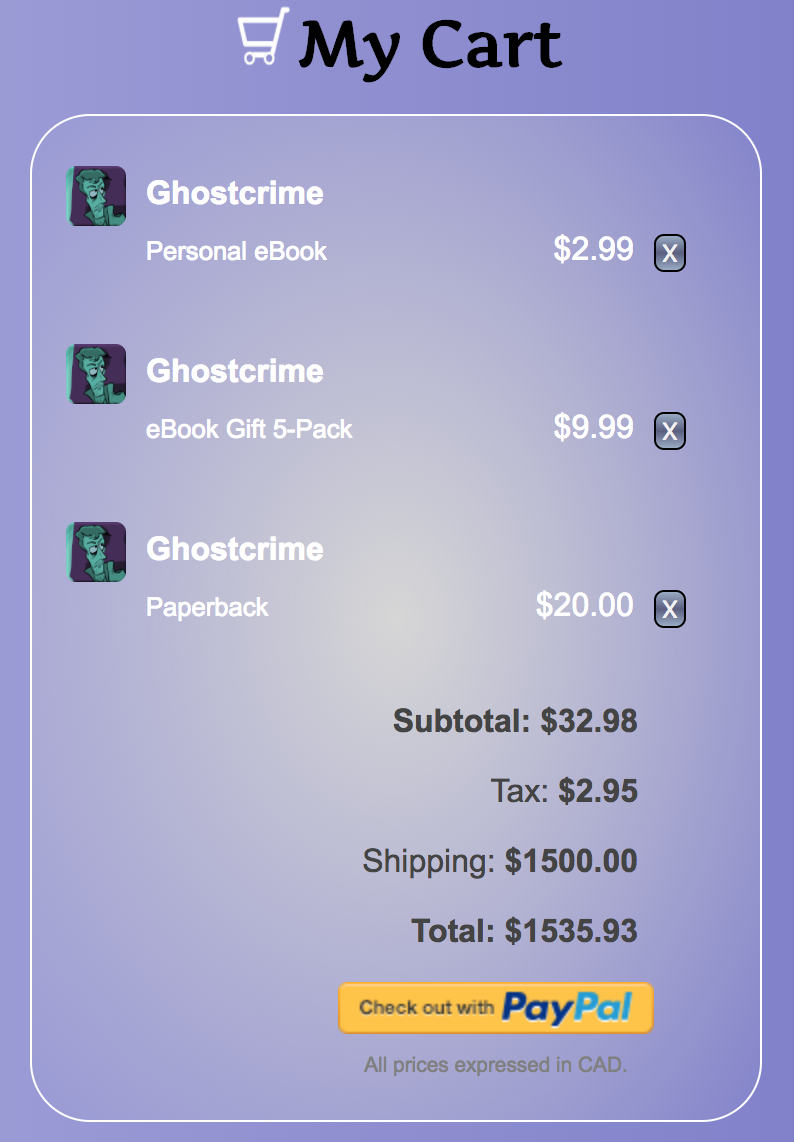 My Cart
Ghostcrime
Personal eBook $2.99 X
Ghostcrime
eBook Gift 5-Pack $9.99 X
Ghostcrime
Paperback $20.00 X
Subtotal: $32.98
Tax: $2.95
Shipping: $1500.00
Total: $1535.93
Check out with PayPal
All prices expressed in CAD.